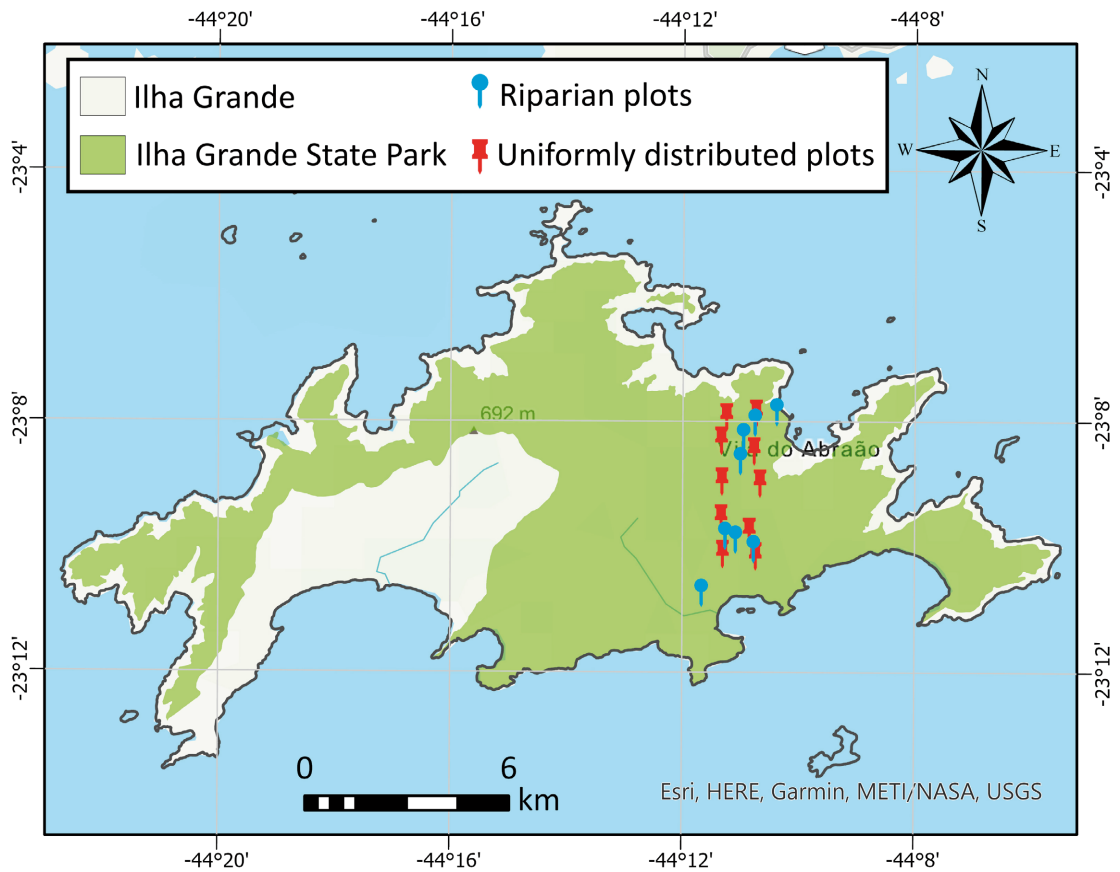 -44°20' -44°16' -44°12' -44°8'
Ilha Grande
Riparian plots
Ilha Grande State Park
Uniformly distributed plots
N
W E
S
-23°4' -23°4'
692 m
-23°8' -23°8'
Vila do Abraão
-23°12' -23°12'
0 6
km
Esri, HERE, Garmin, METI/NASA, USGS
-44°20' -44°16' -44°12' -44°8'